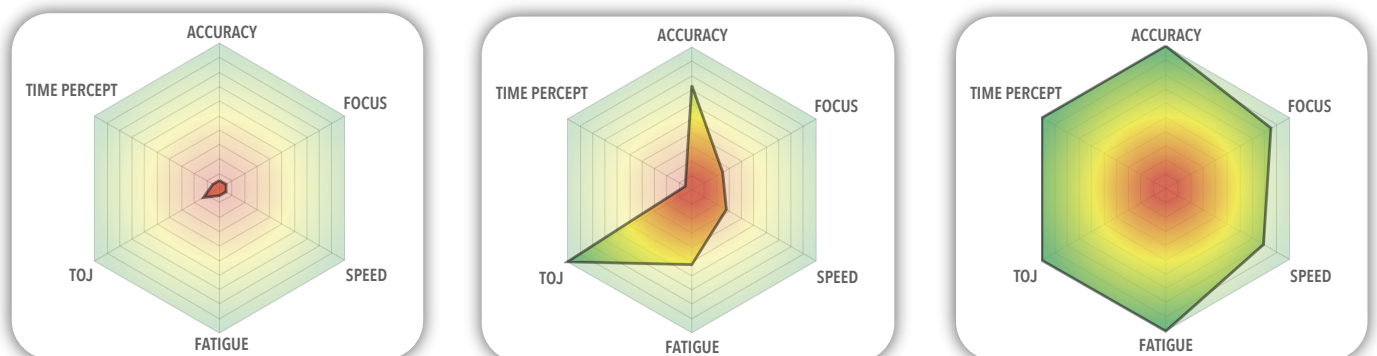 ACCURACY
TIME PERCEPT
FOCUS
TOJ
SPEED
FATIGUE
ACCURACY
TIME PERCEPT
FOCUS
TOJ
SPEED
FATIGUE
ACCURACY
TIME PERCEPT
FOCUS
TOJ
SPEED
FATIGUE